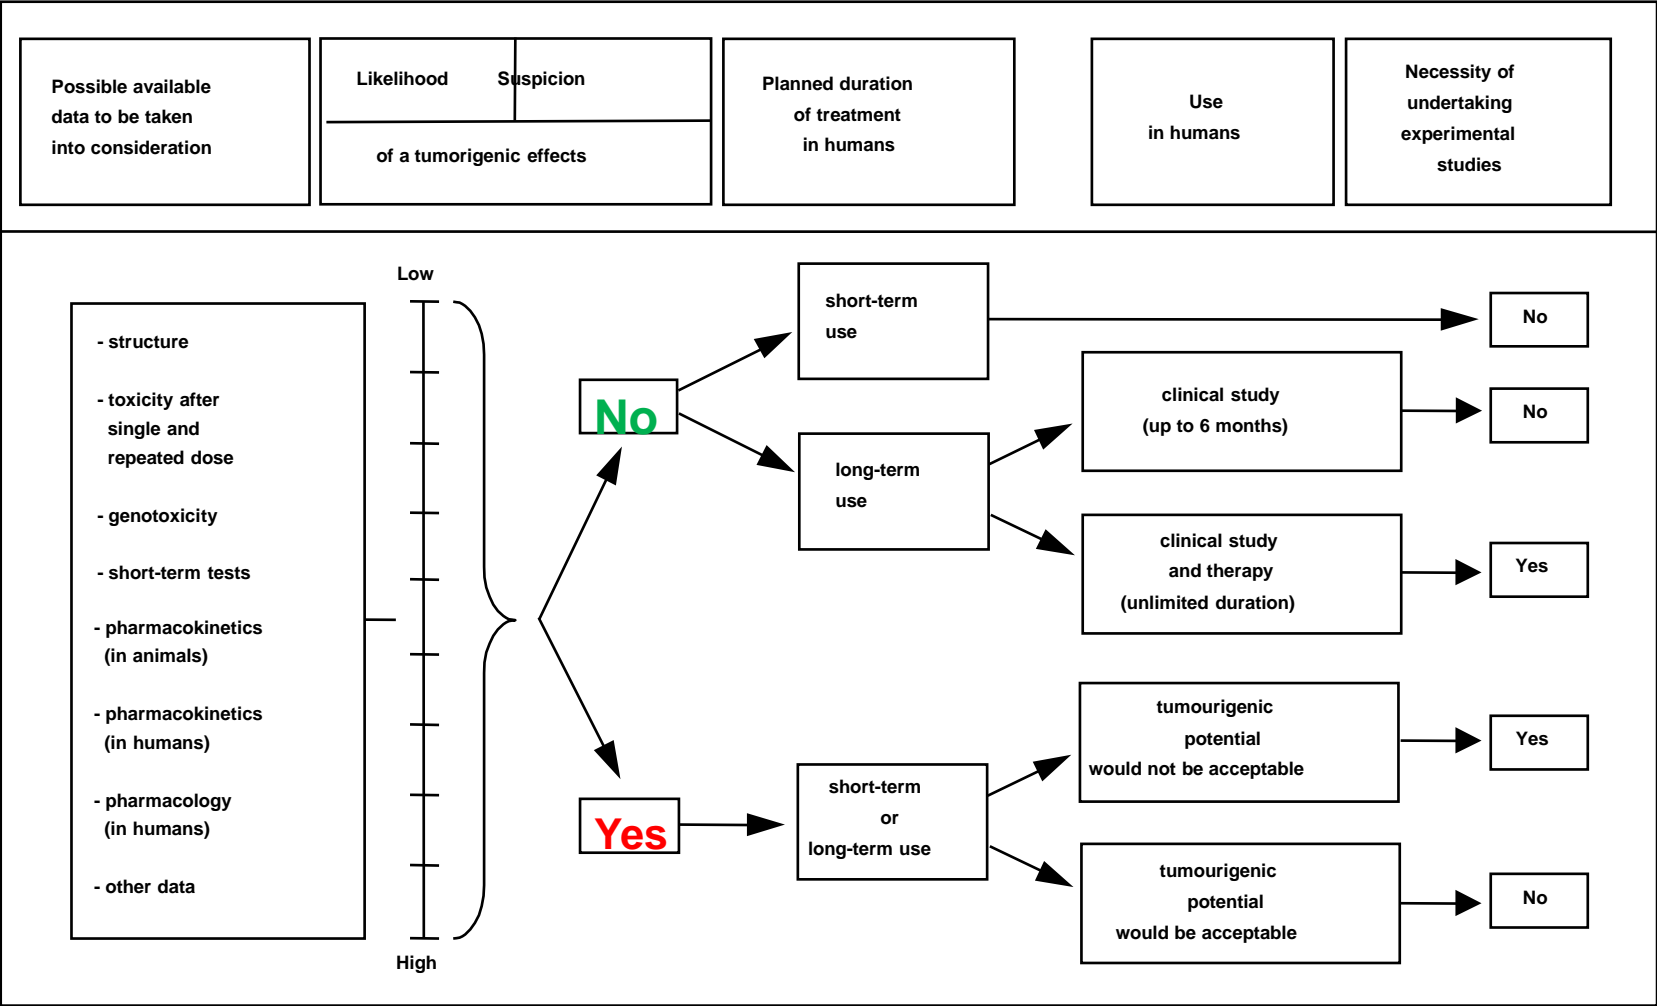 Possible available
data to be taken
into consideration
Likelihood Suspicion
of a tumorigenic effects
Planned duration
of treatment
in humans
Use
in humans
Necessity of
undertaking
experimental
studies
Low
- structure
- toxicity after
single and
repeated dose
- genotoxicity
- short-term tests
- pharmacokinetics
(in animals)
- pharmacokinetics
(in humans)
- pharmacology
(in humans)
- other data
High
No
Yes
short-term
use
long-term
use
short-term
or
long-term use
clinical study
(up to 6 months)
clinical study
and therapy
(unlimited duration)
tumourigenic
potential
would not be acceptable
tumourigenic
potential
would be acceptable
No
No
Yes
Yes
No